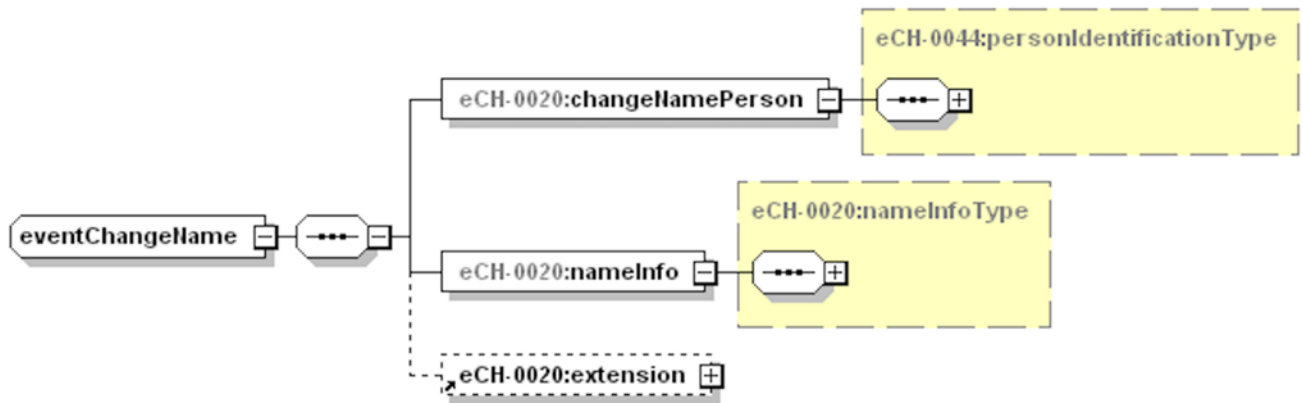 eCH-0044:personIdentificationType
eCH-0020:changeNamePerson
eCH-0020:nameInfoType
eventChangeName
eCH-0020:nameInfo
eCH-0020:extension